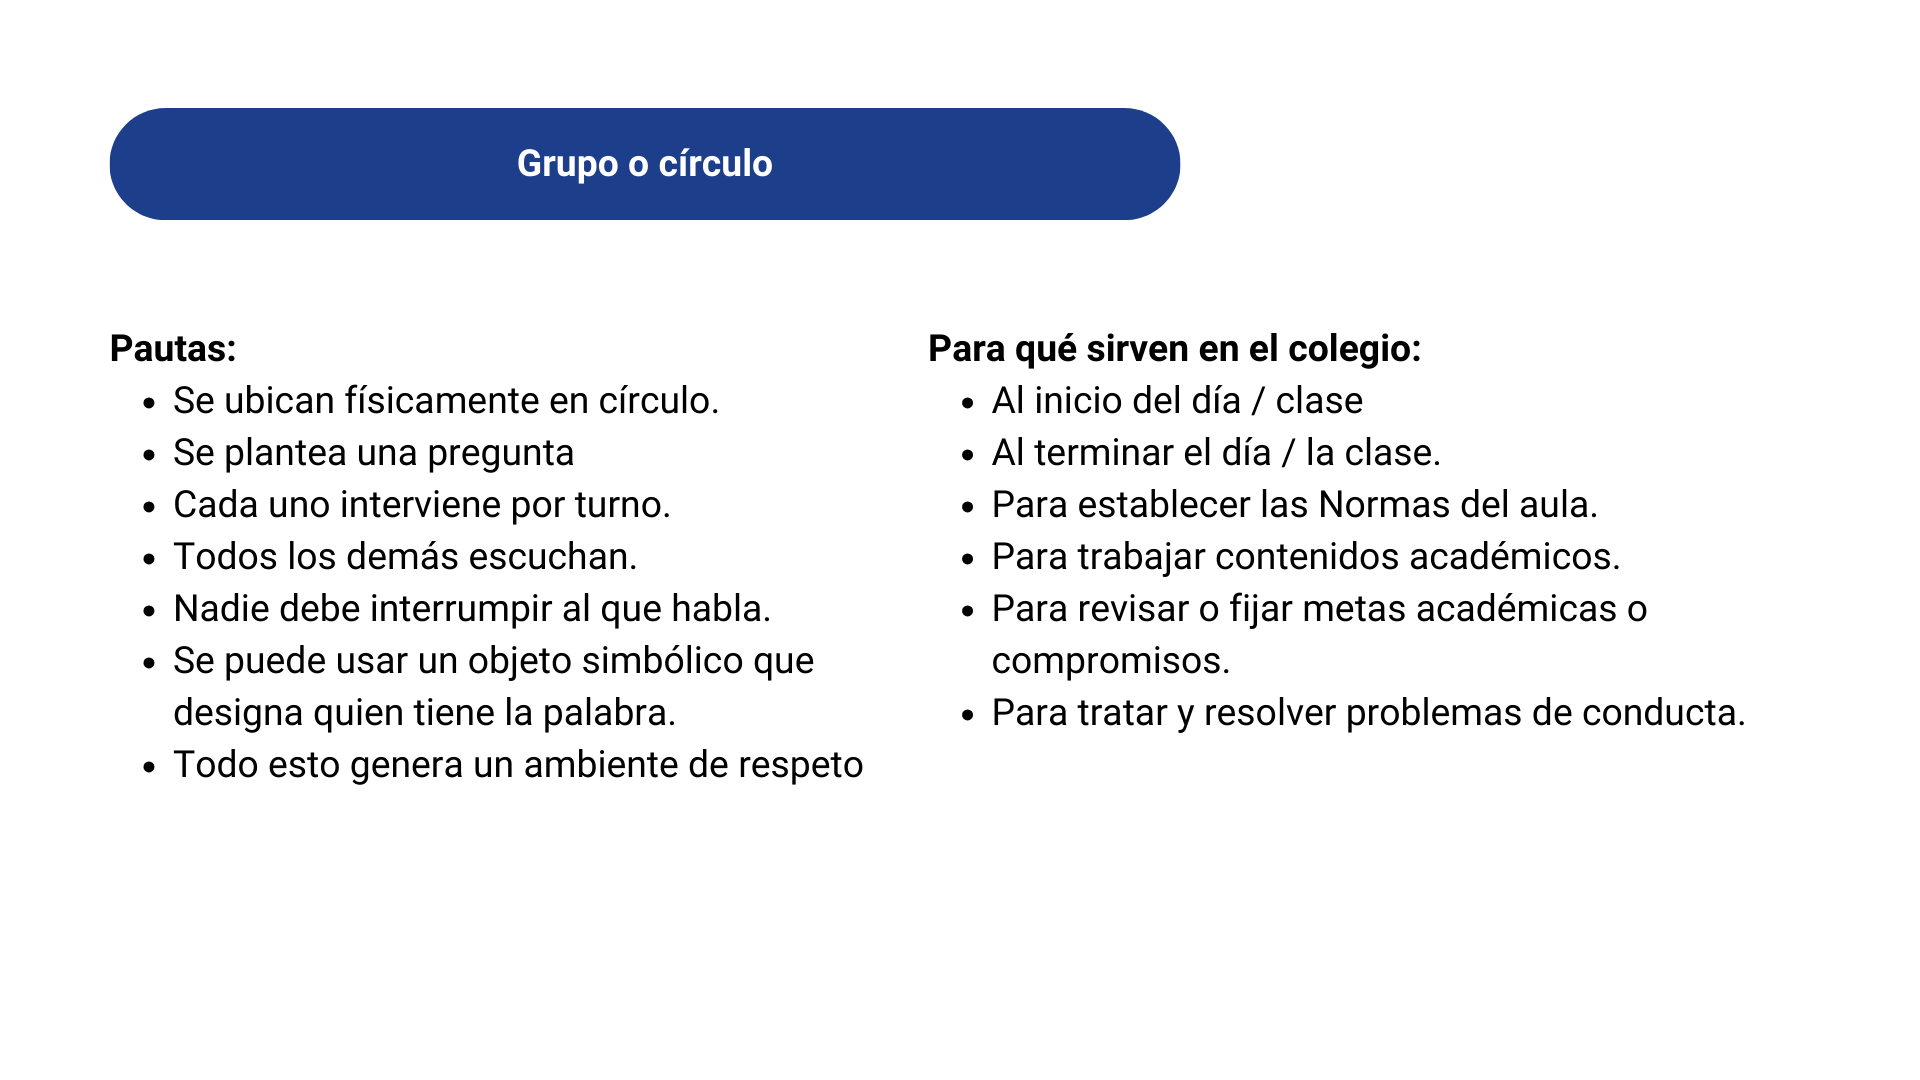 Grupo o círculo
Pautas:
• Se ubican físicamente en círculo.
• Se plantea una pregunta
• Cada uno interviene por turno.
• Todos los demás escuchan.
• Nadie debe interrumpir al que habla.
• Se puede usar un objeto simbólico que
designa quien tiene la palabra.
• Todo esto genera un ambiente de respeto
Para qué sirven en el colegio:
• Al inicio del día / clase
• Al terminar el día / la clase.
• Para establecer las Normas del aula.
• Para trabajar contenidos académicos.
• Para revisar o fijar metas académicas o
compromisos.
• Para tratar y resolver problemas de conducta.